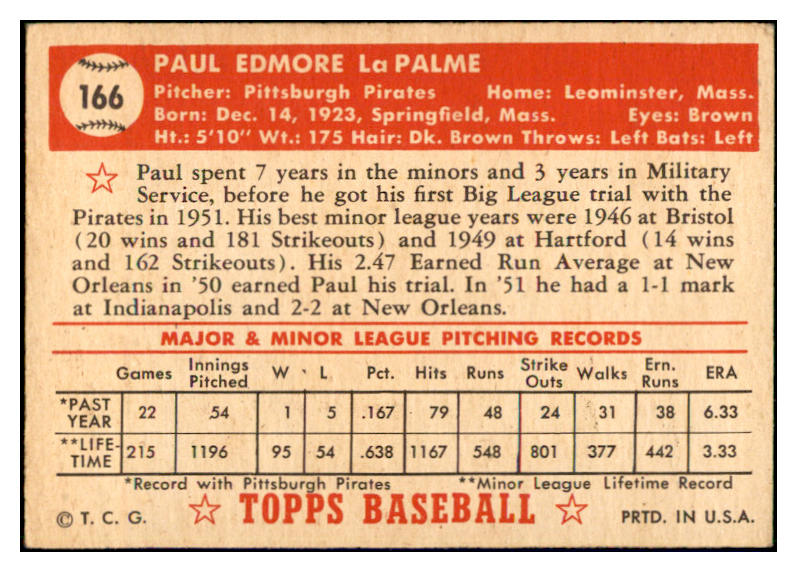 166
PAUL EDMORE LaPALME
Pitcher: Pittsburgh Pirates Home: Leominster, Mass.
Born: Dec. 14, 1923, Springfield, Mass. Eyes: Brown
Ht.: 5'10" Wt.: 175 Hair: Dk. Brown Throws: Left Bats: Left
Paul spent 7 years in the minors and 3 years in Military
Service, before he got his first Big League trial with the
Pirates in 1951. His best minor league years were 1946 at Bristol
(20 wins and 181 Strikeouts) and 1949 at Hartford (14 wins
and 162 Strikeouts). His 2.47 Earned Run Average at New
Orleans in '50 earned Paul his trial. In '51 he had a 1-1 mark
at Indianapolis and 2-2 at New Orleans.
MAJOR & MINOR LEAGUE PITCHING RECORDS
Games Innings Pitched W L Pct. Hits Runs Strike Outs Walks Ern. Runs ERA
*PAST YEAR 22 54 1 5 .167 79 48 24 31 38 6.33
**LIFE-TIME 215 1196 95 54 .638 1167 548 801 377 442 3.33
*Record with Pittsburgh Pirates **Minor League Lifetime Record
© T. C. G. TOPPS BASEBALL PRTD. IN U.S.A.